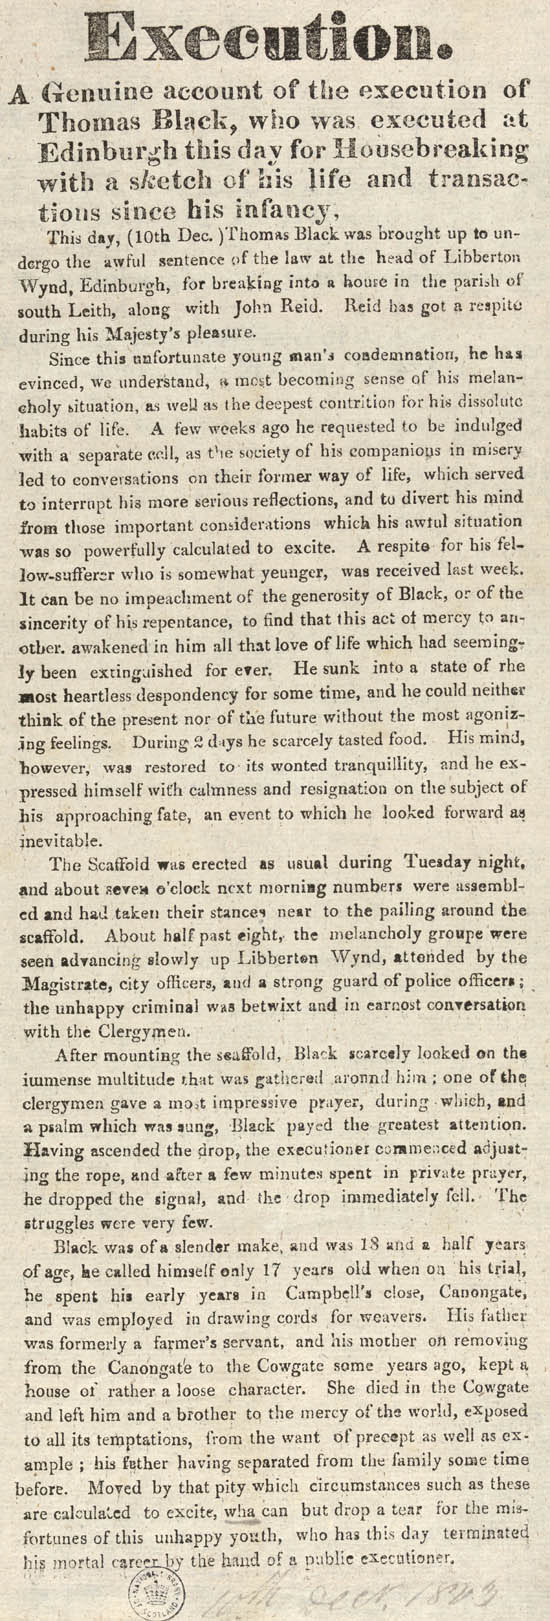 Execution.
A Genuine account of the execution of
Thomas Black, who was executed at
Edinburgh this day for Housebreaking
with a sketch of his life and transac-
tions since his infancy,
This day, (10th Dec. )Thomas Black was brought up to un-
dergo the awful sentence of the law at the head of Libberton
Wynd, Edinburgh, for breaking into a house in the parish of
south Leith, along with John Reid. Reid has got a respite
during his Majesty's pleasure.
Since this unfortunate young man's condemnation, he has
evinced, we understand, a most becoming sense of his melan-
choly situation, as well as the deepest contrition for his dissolute
habits of life. A few weeks ago he requested to be indulged
with a separate cell, as the society of his companions in misery
led to conversations on their former way of life, which served
to interrupt his more serious reflections, and to divert his mind
from those important considerations which his awful situation
was so powerfully calculated to excite. A respite for his fel-
low-sufferer who is somewhat yeunger, was received last week.
It can be no impeachment of the generosity of Black, or of the
sincerity of his repentance, to find that this act of mercy to an-
other. awakened in him all that love of life which had seeming-
ly been extinguished for ever. He sunk into a state of rhe
most heartless despondency for some time, and he could neither
think of the present nor of the future without the most agoniz-
ing feelings. During 2 days he scarcely tasted food. His mind,
however, was restored to its wonted tranquillity, and he ex-
pressed himself with calmness and resignation on the subject of
his approaching fate, an event to which he looked forward as
inevitable.
The Scaffold was erected as usual during Tuesday night,
and about seven o'clock next morning numbers were assembl-
ed and had taken their stances near to the pailing around the
scaffold. About half past eight, the melancholy groupe were
seen advancing slowly up Libberton Wynd, attended by the
Magistrate, city officers, and a strong guard of police officers;
the unhappy criminal was betwixt and in earnost conversation
with the Clergymen.
After mounting the scaffold, Black scarcely looked on the
immense multitude that was gathered aronnd him; one of the
clergymen gave a most impressive prayer, during which, and
a psalm which was sung, Black payed the greatest attention.
Having ascended the drop, the executioner commenced adjust-
ing the rope, and after a few minutes spent in private prayer,
he dropped the signal, and the drop immediately fell. The
struggles were very few.
Black was of a slender make, and was 18 and a half years
of age, he called himself only 17 years old when on his trial,
he spent his early years in Campbell's close, Canongate,
and was employed in drawing cords for weavers. His father
was formerly a farmer's servant, and his mother on removing
from the Canongate to the Cowgate some years ago, kept a
house of rather a loose character. She died in the Cowgate
and left him and a brother to the mercy of the world, exposed
to all its temptations, from the want of precept as well as ex-
ample; his father having separated from the family some time
before. Moved by that pity which circumstances such as these
are calculated to excite, wha can but drop a tear for the mis-
fortunes of this unhappy youth, who has this day terminated
his mortal career by the hand of a public executioner.
NATIONAL LIBRARY OF SCOTLAND
10th Dec. 1823